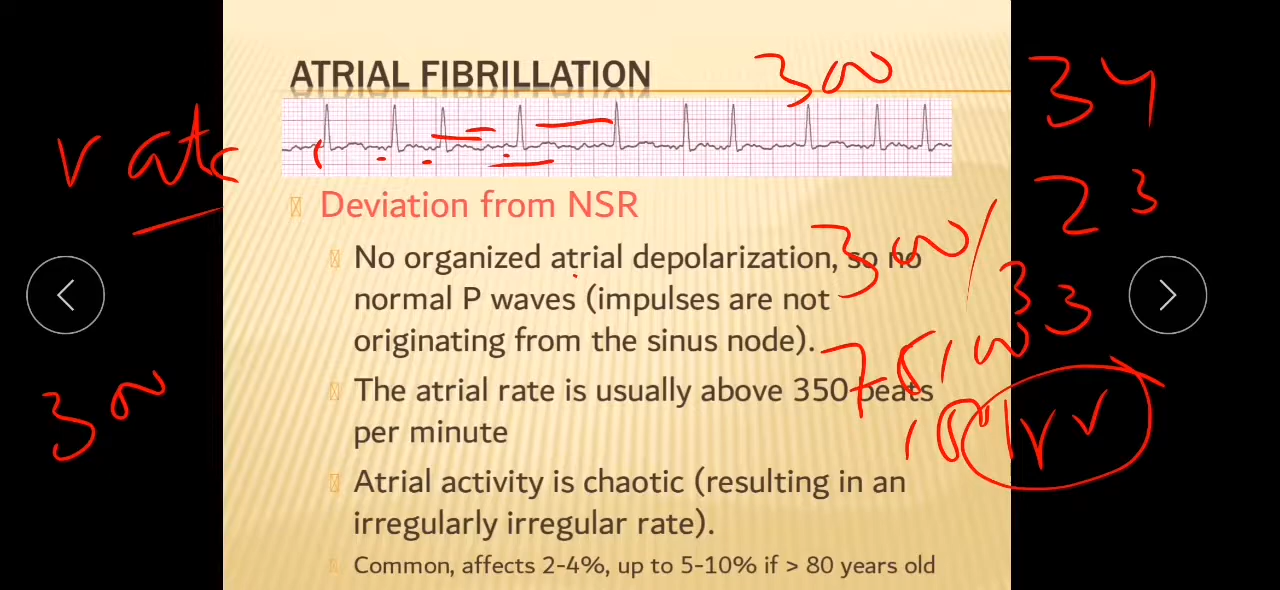 ATRIAL FIBRILLATION
300
34
rate
Deviation from NSR
23
No organized atrial depolarization, so no
300/
normal P waves (impulses are not
33
originating from the sinus node).
The atrial rate is usually above 350 beats
300
per minute
Atrial activity is chaotic (resulting in an
irregularly irregular rate).
Common, affects 2-4%, up to 5-10% if > 80 years old